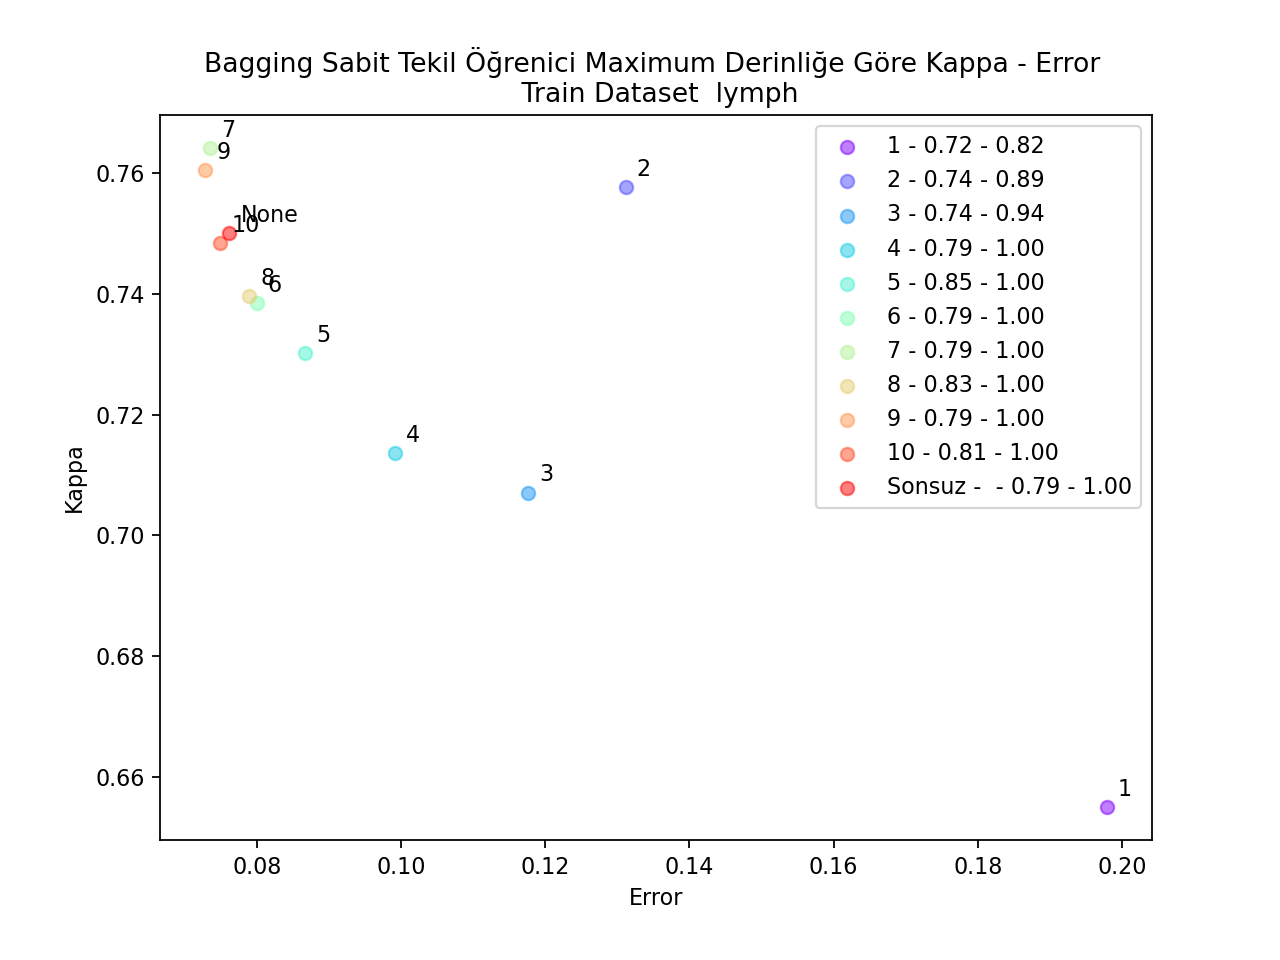 Bagging Sabit Tekil Öğrenici Maximum Derinliğe Göre Kappa - Error
Train Dataset  lymph
7
9
2
None
10
8
6
5
4
3
1
1 - 0.72 - 0.82
2 - 0.74 - 0.89
3 - 0.74 - 0.94
4 - 0.79 - 1.00
5 - 0.85 - 1.00
6 - 0.79 - 1.00
7 - 0.79 - 1.00
8 - 0.83 - 1.00
9 - 0.79 - 1.00
10 - 0.81 - 1.00
Sonsuz -  - 0.79 - 1.00
Kappa
0.76
0.74
0.72
0.70
0.68
0.66
0.08 0.10 0.12 0.14 0.16 0.18 0.20
Error